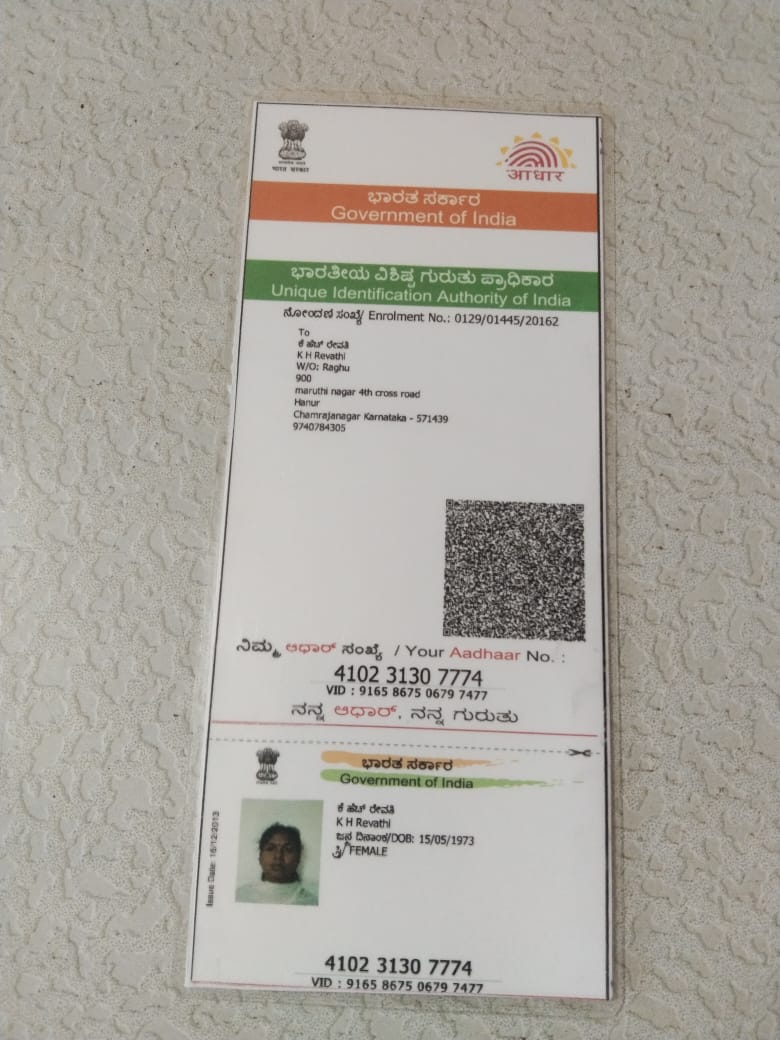 भारत सरकार
आधार
ಭಾರತ ಸರ್ಕಾರ
Government of India
ಭಾರತೀಯ ವಿಶಿಷ್ಟ ಗುರುತು ಪ್ರಾಧಿಕಾರ
Unique Identification Authority of India
ನೋಂದಣಿ ಸಂಖ್ಯೆ/ Enrolment No.: 0129/01445/20162
To
ಕೆ ಹೆಚ್ ರೇವತಿ
K H Revathi
W/O: Raghu
900
maruthi nagar 4th cross road
Hanur
Chamrajanagar Karnataka - 571439
9740784305
ನಿಮ್ಮ ಆಧಾರ್ ಸಂಖ್ಯೆ / Your Aadhaar No. :
4102 3130 7774
VID : 9165 8675 0679 7477
ನನ್ನ ಆಧಾರ್, ನನ್ನ ಗುರುತು
ಭಾರತ ಸರ್ಕಾರ
Government of India
Issue Date: 16/12/2013
ಕೆ ಹೆಚ್ ರೇವತಿ
K H Revathi
ಜನ್ಮ ದಿನಾಂಕ/DOB: 15/05/1973
ಸ್ತ್ರೀ/ FEMALE
4102 3130 7774
VID : 9165 8675 0679 7477